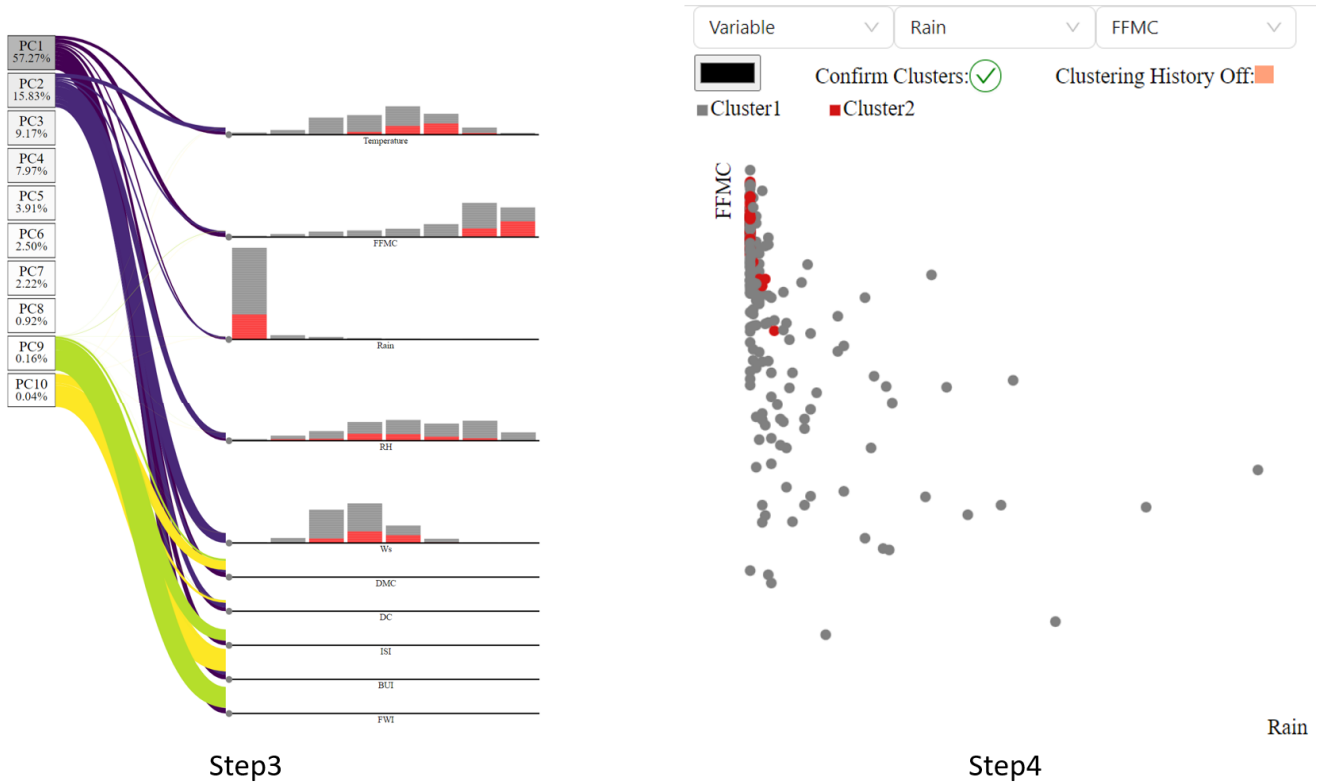 PC1
57.27%
PC2
15.83%
PC3
9.17%
PC4
7.97%
PC5
3.91%
PC6
2.50%
PC7
2.22%
PC8
0.92%
PC9
0.16%
PC10
0.04%
Temperature
FFMC
Rain
RH
Ws
DMC
DC
ISI
BUI
FWI
Step3
Variable
Rain
FFMC
Confirm Clusters:
Clustering History Off:
Cluster1
Cluster2
FFMC
Rain
Step4